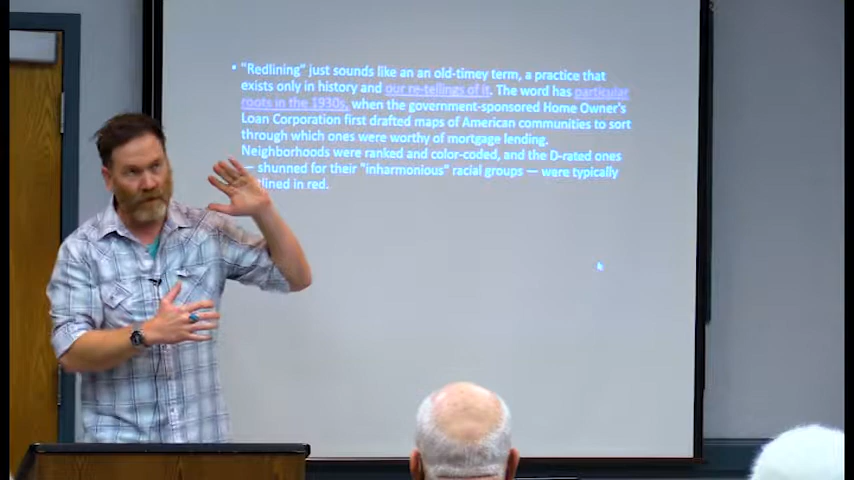 • "Redlining" just sounds like an an old-timey term, a practice that
exists only in history and our re-tellings of it. The word has particular
roots in the 1930s, when the government-sponsored Home Owner's
Loan Corporation first drafted maps of American communities to sort
through which ones were worthy of mortgage lending.
Neighborhoods were ranked and color-coded, and the D-rated ones
— shunned for their "inharmonious" racial groups — were typically
lined in red.